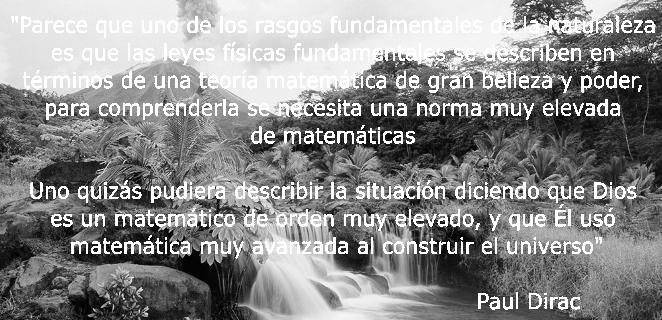 "Parece que uno de los rasgos fundamentales de la naturaleza
es que las leyes físicas fundamentales se describen en
términos de una teoría matemática de gran belleza y poder,
para comprenderla se necesita una norma muy elevada
de matemáticas
Uno quizás pudiera describir la situación diciendo que Dios
es un matemático de orden muy elevado, y que Él usó
matemática muy avanzada al construir el universo"
Paul Dirac